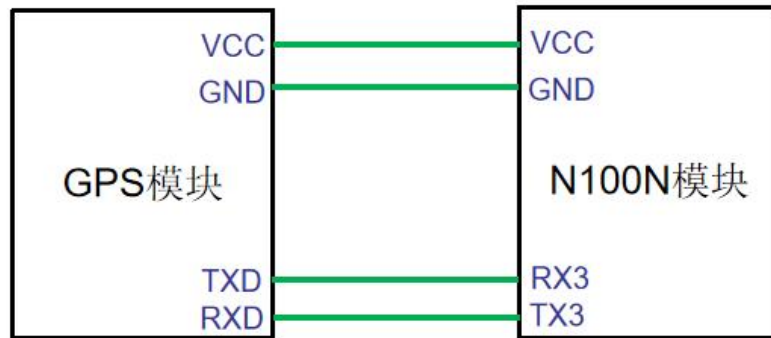 VCC
GND
GPS模块
TXD
RXD
VCC
GND
N100N模块
RX3
TX3